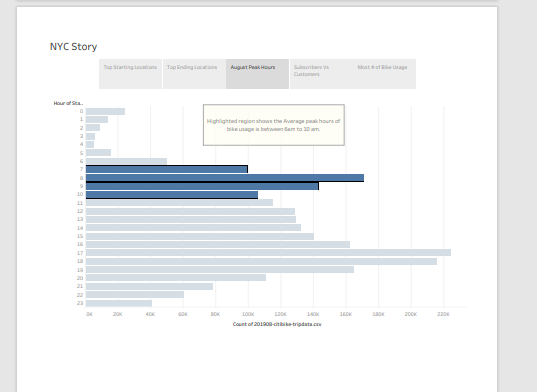 NYC Story
Top Starting Locations
Top Ending Locations
August Peak Hours
Subscribers Vs
Customers
Most # of Bike Usage
Hour of Sta..
Highlighted region shows the Average peak hours of
bike usage is between 6am to 10 am.
0
1
2
3
4
5
6
7
8
9
10
11
12
13
14
15
16
17
18
19
20
21
22
23
0K 20K 40K 60K 80K 100K 120K 140K 160K 180K 200K 220K
Count of 201908-citibike-tripdata.csv